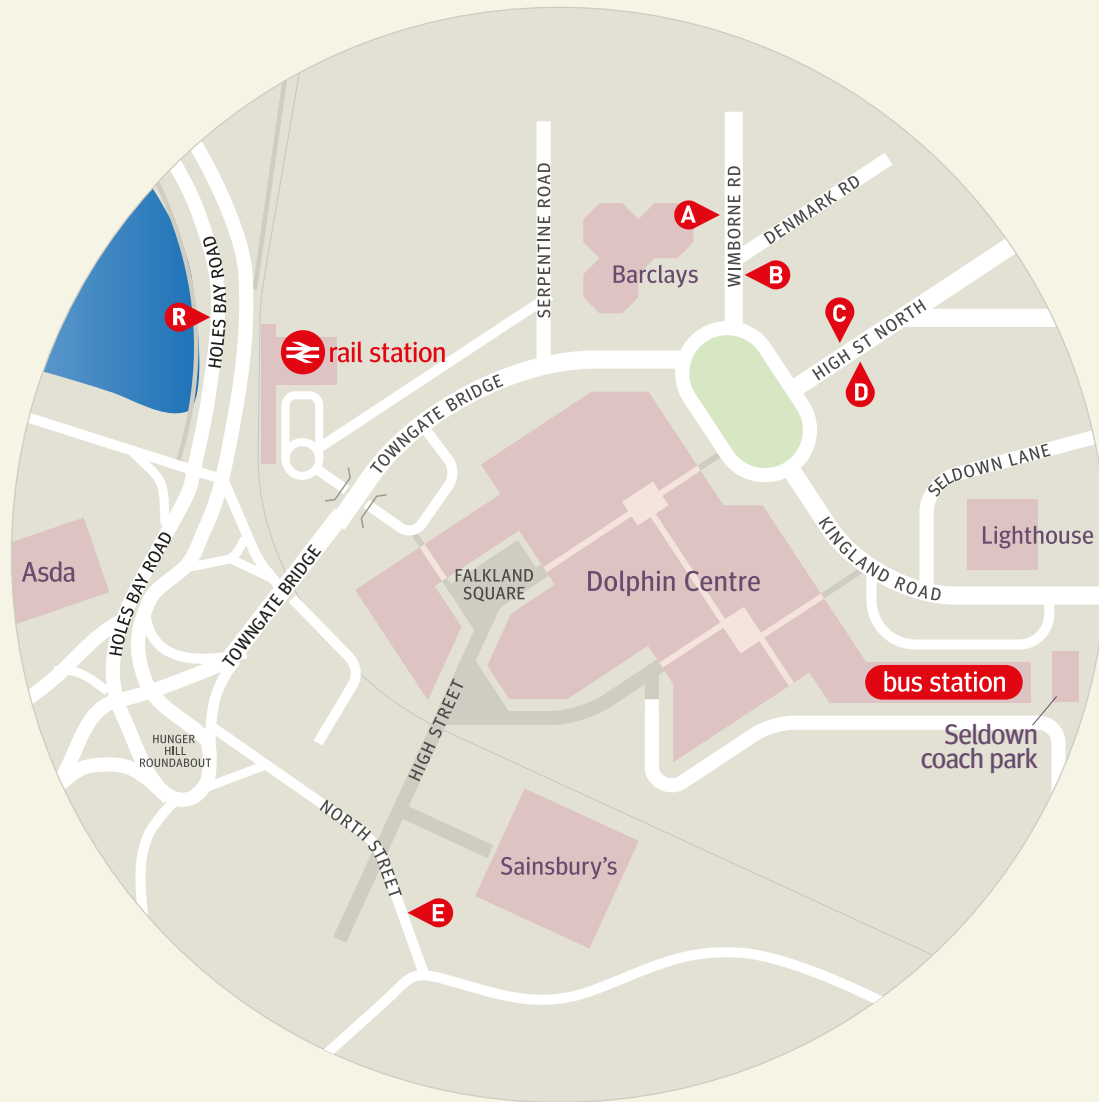 SERPENTINE ROAD
A
WIMBORNE RD
DENMARK RD
HOLES BAY ROAD
Barclays
B
R
C
HIGH ST NORTH
rail station
D
TOWNGATE BRIDGE
SELDOWN LANE
KINGLAND ROAD
Lighthouse
Asda
FALKLAND
SQUARE
Dolphin Centre
HOLES BAY ROAD
TOWNGATE BRIDGE
bus station
HIGH STREET
HUNGER
HILL
ROUNDABOUT
Seldown
coach park
NORTH STREET
Sainsbury's
E